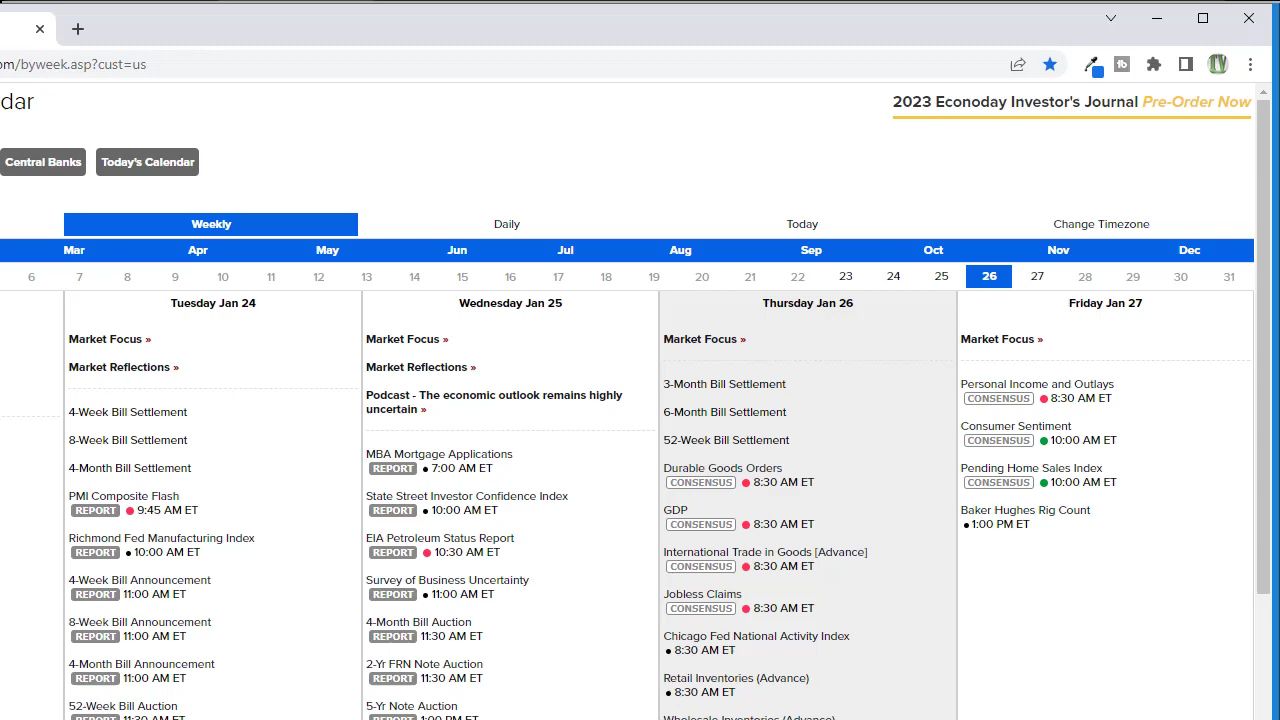 om/byweek.asp?cust=us
dar
2023 Econoday Investor's Journal Pre-Order Now
Central Banks Today's Calendar
Weekly Daily Today Change Timezone
Mar Apr May Jun Jul Aug Sep Oct Nov Dec
6 7 8 9 10 11 12 13 14 15 16 17 18 19 20 21 22 23 24 25 26 27 28 29 30 31
Tuesday Jan 24
Market Focus »
Market Reflections »
4-Week Bill Settlement
8-Week Bill Settlement
4-Month Bill Settlement
PMI Composite Flash
REPORT 9:45 AM ET
Richmond Fed Manufacturing Index
REPORT 10:00 AM ET
4-Week Bill Announcement
REPORT 11:00 AM ET
8-Week Bill Announcement
REPORT 11:00 AM ET
4-Month Bill Announcement
REPORT 11:00 AM ET
52-Week Bill Auction
REPORT 11:30 AM ET
Wednesday Jan 25
Market Focus »
Market Reflections »
Podcast - The economic outlook remains highly
uncertain »
MBA Mortgage Applications
REPORT 7:00 AM ET
State Street Investor Confidence Index
REPORT 10:00 AM ET
EIA Petroleum Status Report
REPORT 10:30 AM ET
Survey of Business Uncertainty
REPORT 11:00 AM ET
4-Month Bill Auction
REPORT 11:30 AM ET
2-Yr FRN Note Auction
REPORT 11:30 AM ET
5-Yr Note Auction
REPORT 1:00 PM ET
Thursday Jan 26
Market Focus »
3-Month Bill Settlement
6-Month Bill Settlement
52-Week Bill Settlement
Durable Goods Orders
CONSENSUS 8:30 AM ET
GDP
CONSENSUS 8:30 AM ET
International Trade in Goods [Advance]
CONSENSUS 8:30 AM ET
Jobless Claims
CONSENSUS 8:30 AM ET
Chicago Fed National Activity Index
8:30 AM ET
Retail Inventories (Advance)
8:30 AM ET
Wholesale Inventories (Advance)
Friday Jan 27
Market Focus »
Personal Income and Outlays
CONSENSUS 8:30 AM ET
Consumer Sentiment
CONSENSUS 10:00 AM ET
Pending Home Sales Index
CONSENSUS 10:00 AM ET
Baker Hughes Rig Count
1:00 PM ET